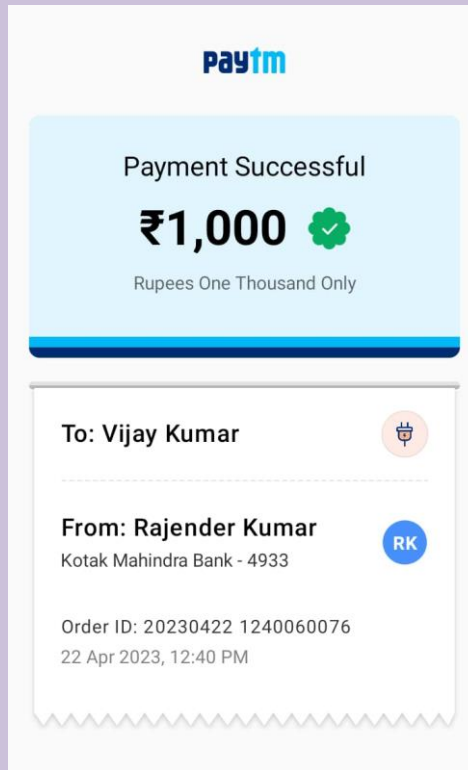 paytm
Payment Successful
₹1,000
Rupees One Thousand Only
To: Vijay Kumar
From: Rajender Kumar
RK
Kotak Mahindra Bank - 4933
Order ID: 20230422 1240060076
22 Apr 2023, 12:40 PM